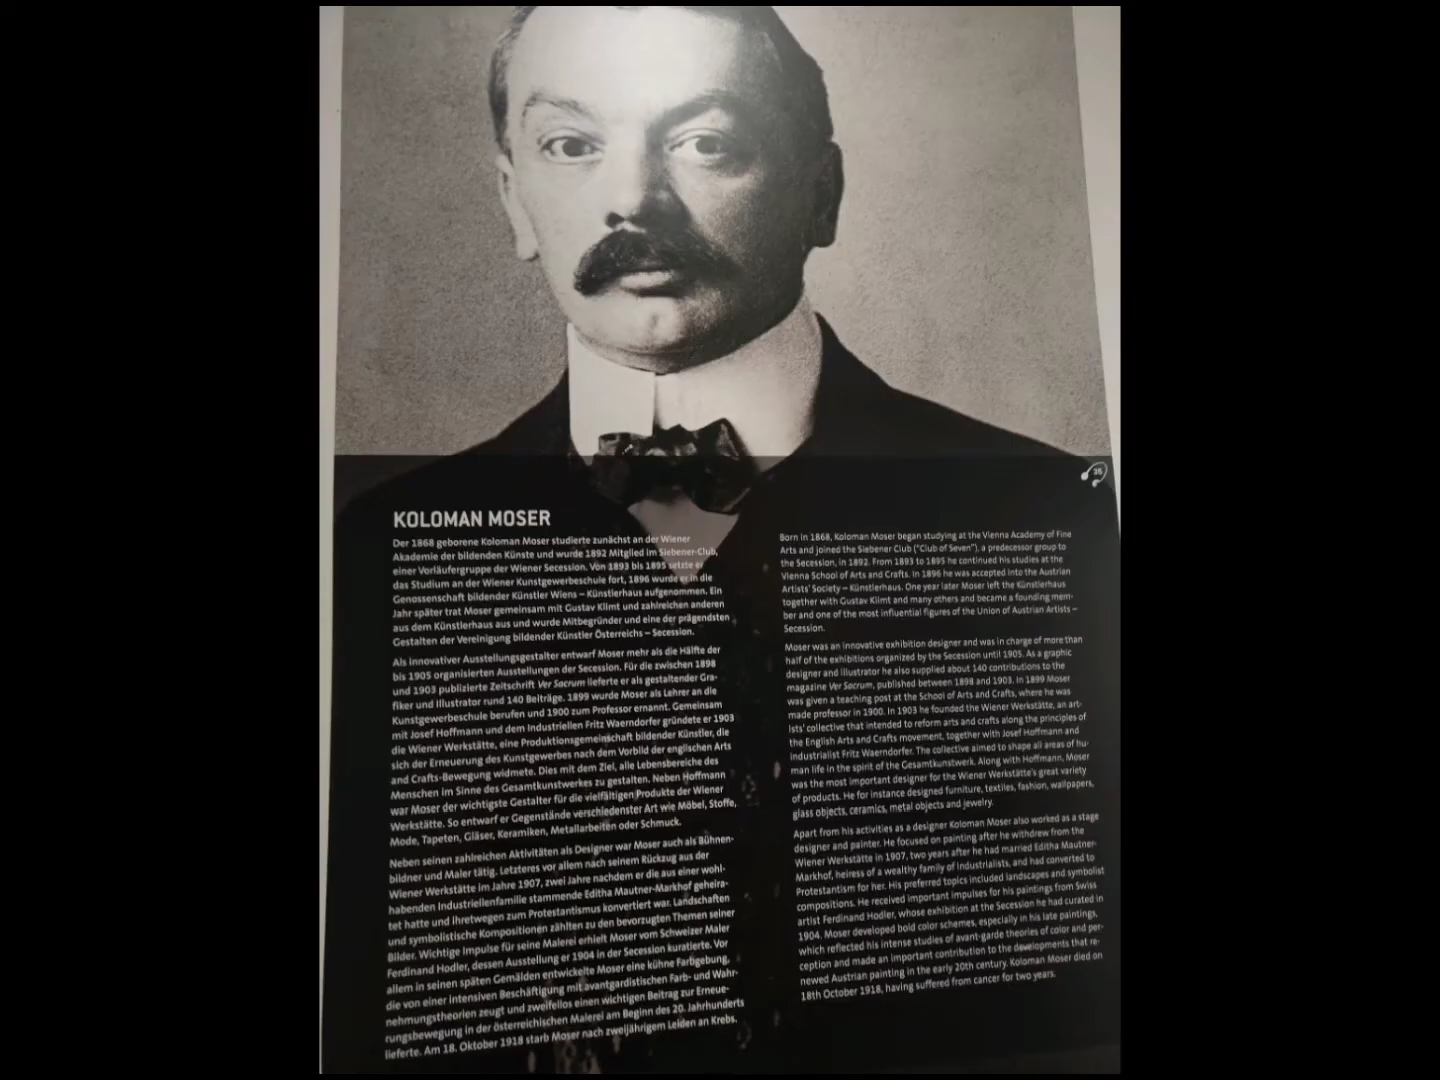 35
KOLOMAN MOSER
Der 1868 geborene Koloman Moser studierte zunächst an der Wiener
Akademie der bildenden Künste und wurde 1892 Mitglied im Siebener-Club,
einer Vorläufergruppe der Wiener Secession. Von 1893 bis 1895 setzte er
das Studium an der Wiener Kunstgewerbeschule fort, 1896 wurde er in die
Genossenschaft bildender Künstler Wiens – Künstlerhaus aufgenommen. Ein
Jahr später trat Moser gemeinsam mit Gustav Klimt und zahlreichen anderen
aus dem Künstlerhaus aus und wurde Mitbegründer und eine der prägendsten
Gestalten der Vereinigung bildender Künstler Österreichs – Secession.
Als innovativer Ausstellungsgestalter entwarf Moser mehr als die Hälfte der
bis 1905 organisierten Ausstellungen der Secession. Für die zwischen 1898
und 1903 publizierte Zeitschrift Ver Sacrum lieferte er als gestaltender Gra-
fiker und Illustrator rund 140 Beiträge. 1899 wurde Moser als Lehrer an die
Kunstgewerbeschule berufen und 1900 zum Professor ernannt. Gemeinsam
mit Josef Hoffmann und dem Industriellen Fritz Waerndorfer gründete er 1903
die Wiener Werkstätte, eine Produktionsgemeinschaft bildender Künstler, die
sich der Erneuerung des Kunstgewerbes nach dem Vorbild der englischen Arts
and Crafts-Bewegung widmete. Dies mit dem Ziel, alle Lebensbereiche des
Menschen im Sinne des Gesamtkunstwerkes zu gestalten. Neben Hoffmann
war Moser der wichtigste Gestalter für die vielfältigen Produkte der Wiener
Werkstätte. So entwarf er Gegenstände verschiedenster Art wie Möbel, Stoffe,
Mode, Tapeten, Gläser, Keramiken, Metallarbeiten oder Schmuck.
Neben seinen zahlreichen Aktivitäten als Designer war Moser auch als Bühnen-
bildner und Maler tätig. Letzteres vor allem nach seinem Rückzug aus der
Wiener Werkstätte im Jahre 1907, zwei Jahre nachdem er die aus einer wohl-
habenden Industriellenfamilie stammende Editha Mautner-Markhof geheira-
tet hatte und ihretwegen zum Protestantismus konvertiert war. Landschaften
und symbolistische Kompositionen zählten zu den bevorzugten Themen seiner
Bilder. Wichtige Impulse für seine Malerei erhielt Moser vom Schweizer Maler
Ferdinand Hodler, dessen Ausstellung er 1904 in der Secession kuratierte. Vor
allem in seinen späten Gemälden entwickelte Moser eine kühne Farbgebung,
die von einer intensiven Beschäftigung mit avantgardistischen Farb- und Wahr-
nehmungstheorien zeugt und zweifellos einen wichtigen Beitrag zur Erneue-
rungsbewegung in der österreichischen Malerei am Beginn des 20. Jahrhunderts
lieferte. Am 18. Oktober 1918 starb Moser nach zweijährigem Leiden an Krebs.
Born in 1868, Koloman Moser began studying at the Vienna Academy of Fine
Arts and joined the Siebener Club ("Club of Seven"), a predecessor group to
the Secession, in 1892. From 1893 to 1895 he continued his studies at the
Vienna School of Arts and Crafts. In 1896 he was accepted into the Austrian
Artists' Society – Künstlerhaus. One year later Moser left the Künstlerhaus
together with Gustav Klimt and many others and became a founding mem-
ber and one of the most influential figures of the Union of Austrian Artists –
Secession.
Moser was an innovative exhibition designer and was in charge of more than
half of the exhibitions organized by the Secession until 1905. As a graphic
designer and illustrator he also supplied about 140 contributions to the
magazine Ver Sacrum, published between 1898 and 1903. In 1899 Moser
was given a teaching post at the School of Arts and Crafts, where he was
made professor in 1900. In 1903 he founded the Wiener Werkstätte, an art-
ists' collective that intended to reform arts and crafts along the principles of
the English Arts and Crafts movement, together with Josef Hoffmann and
industrialist Fritz Waerndorfer. The collective aimed to shape all areas of hu-
man life in the spirit of the Gesamtkunstwerk. Along with Hoffmann, Moser
was the most important designer for the Wiener Werkstätte's great variety
of products. He for instance designed furniture, textiles, fashion, wallpapers,
glass objects, ceramics, metal objects and jewelry.
Apart from his activities as a designer Koloman Moser also worked as a stage
designer and painter. He focused on painting after he withdrew from the
Wiener Werkstätte in 1907, two years after he had married Editha Mautner-
Markhof, heiress of a wealthy family of industrialists, and had converted to
Protestantism for her. His preferred topics included landscapes and symbolist
compositions. He received important impulses for his paintings from Swiss
artist Ferdinand Hodler, whose exhibition at the Secession he had curated in
1904. Moser developed bold color schemes, especially in his late paintings,
which reflected his intense studies of avant-garde theories of color and per-
ception and made an important contribution to the developments that re-
newed Austrian painting in the early 20th century. Koloman Moser died on
18th October 1918, having suffered from cancer for two years.